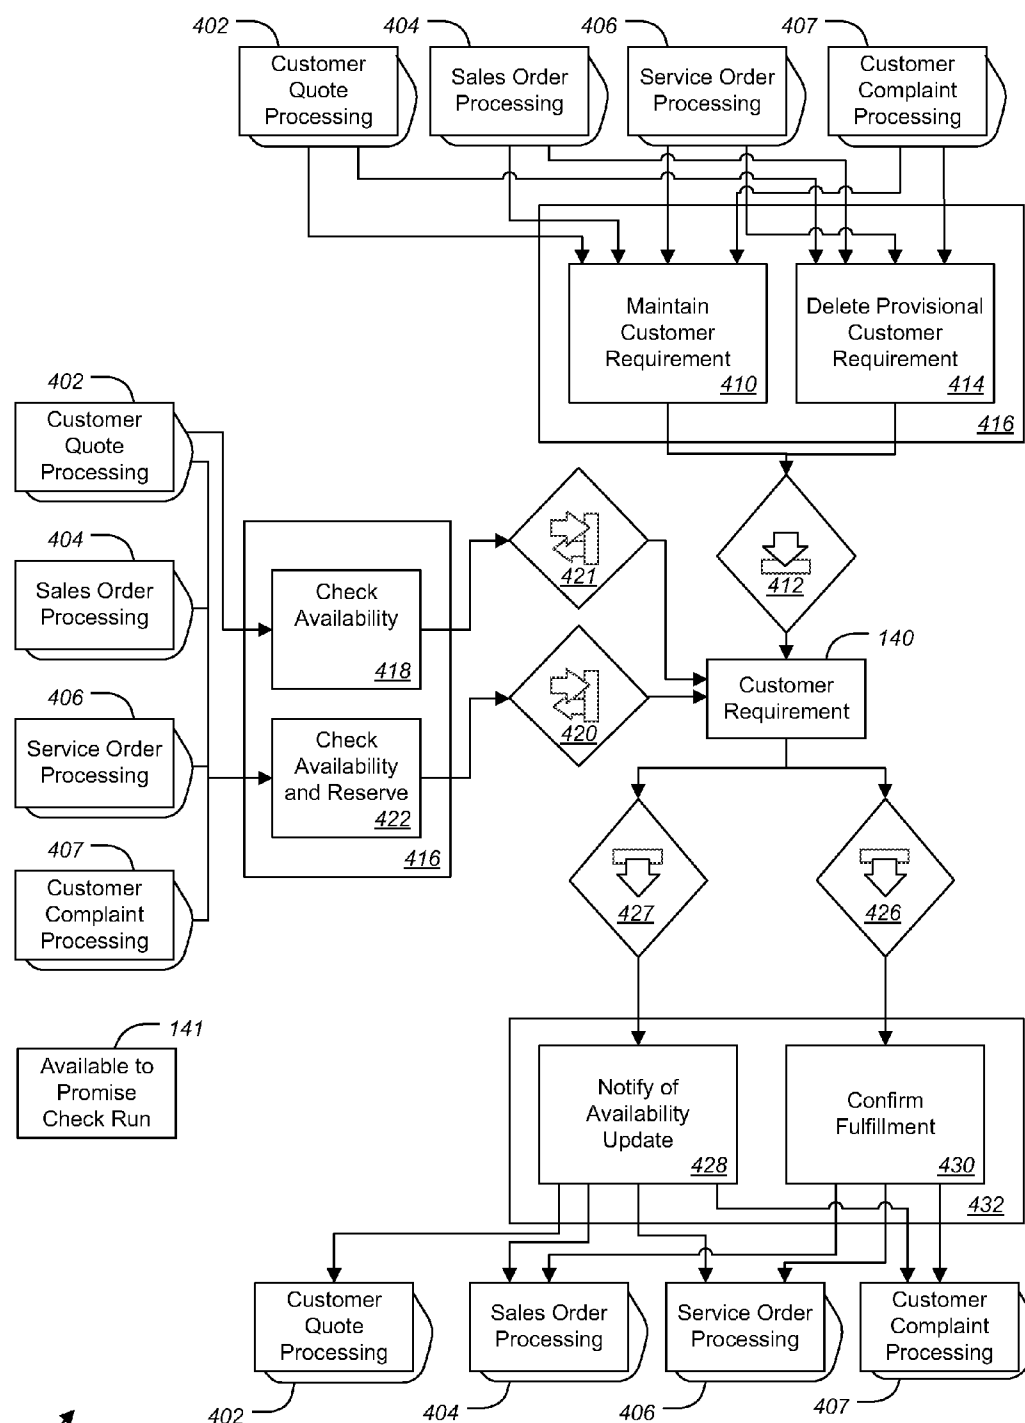 402
404
406
407
Customer
Quote
Processing
Sales Order
Processing
Service Order
Processing
Customer
Complaint
Processing
Maintain
Customer
Requirement
410
Delete Provisional
Customer
Requirement
414
416
402
Customer
Quote
Processing
404
Sales Order
Processing
406
Service Order
Processing
407
Customer
Complaint
Processing
Check
Availability
418
Check
Availability
and Reserve
422
416
421
420
412
140
Customer
Requirement
427
426
141
Available to
Promise
Check Run
Notify of
Availability
Update
428
Confirm
Fulfillment
430
432
Customer
Quote
Processing
Sales Order
Processing
Service Order
Processing
Customer
Complaint
Processing
402
404
406
407